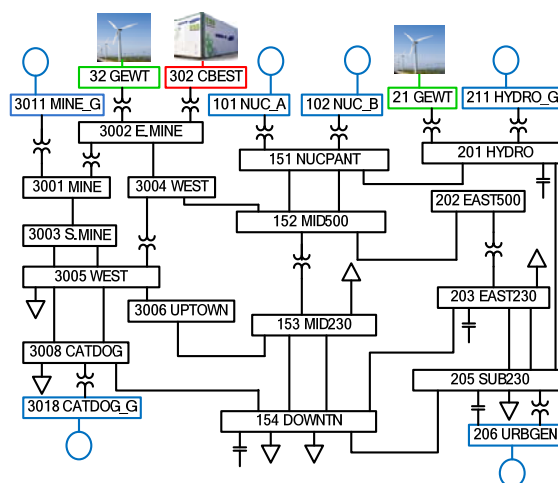 32 GEWT
302 CBEST
3011 MINE_G
101 NUC_A
102 NUC_B
21 GEWT
211 HYDRO_G
3002 E_MINE
151 NUCPANT
201 HYDRO
3001 MINE
3004 WEST
202 EAST500
152 MID500
3003 S_MINE
3005 WEST
203 EAST230
3006 UPTOWN
153 MID230
3008 CATDOG
205 SUB230
3018 CATDOG_G
154 DOWNTN
206 URBGEN